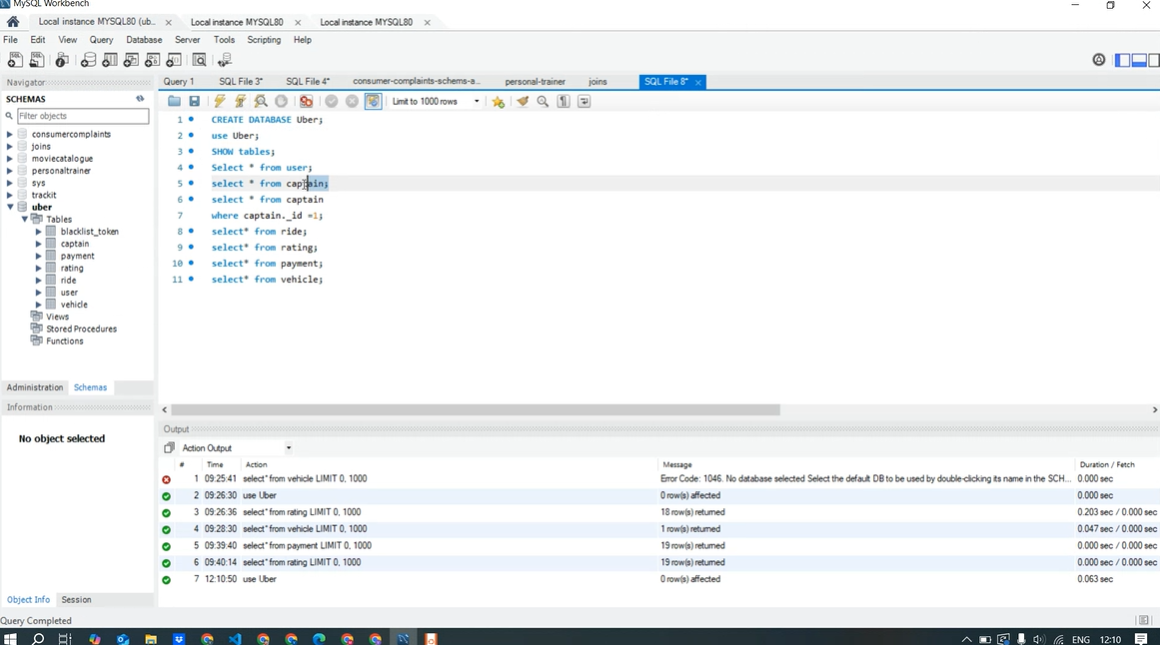 MySQL Workbench
Local instance MYSQL80 (ub... × Local instance MYSQL80 × Local instance MYSQL80 ×
File Edit View Query Database Server Tools Scripting Help
Navigator
SCHEMAS
Filter objects
consumercomplaints
joins
moviecatalogue
personaltrainer
sys
trackit
uber
Tables
blacklist_token
captain
payment
rating
ride
user
vehicle
Views
Stored Procedures
Functions
Administration Schemas
Information
No object selected
Object Info Session
Query 1 SQL File 3* SQL File 4* consumer-complaints-schems-a... personal-trainer joins SQL File 8* ×
Limit to 1000 rows
1 CREATE DATABASE Uber;
2 use Uber;
3 SHOW tables;
4 Select * from user;
5 select * from captain;
6 select * from captain
7 where captain._id =1;
8 select* from ride;
9 select* from rating;
10 select* from payment;
11 select* from vehicle;
Output
Action Output
# Time Action Message Duration / Fetch
1 09:25:41 select* from vehicle LIMIT 0, 1000 Error Code: 1046. No database selected Select the default DB to be used by double-clicking its name in the SCH... 0.000 sec
2 09:26:30 use Uber 0 row(s) affected 0.000 sec
3 09:26:36 select* from rating LIMIT 0, 1000 18 row(s) returned 0.203 sec / 0.000 sec
4 09:28:30 select* from vehicle LIMIT 0, 1000 1 row(s) returned 0.047 sec / 0.000 sec
5 09:39:40 select* from payment LIMIT 0, 1000 19 row(s) returned 0.000 sec / 0.000 sec
6 09:40:14 select* from rating LIMIT 0, 1000 19 row(s) returned 0.000 sec / 0.000 sec
7 12:10:50 use Uber 0 row(s) affected 0.063 sec
Query Completed
ENG 12:10